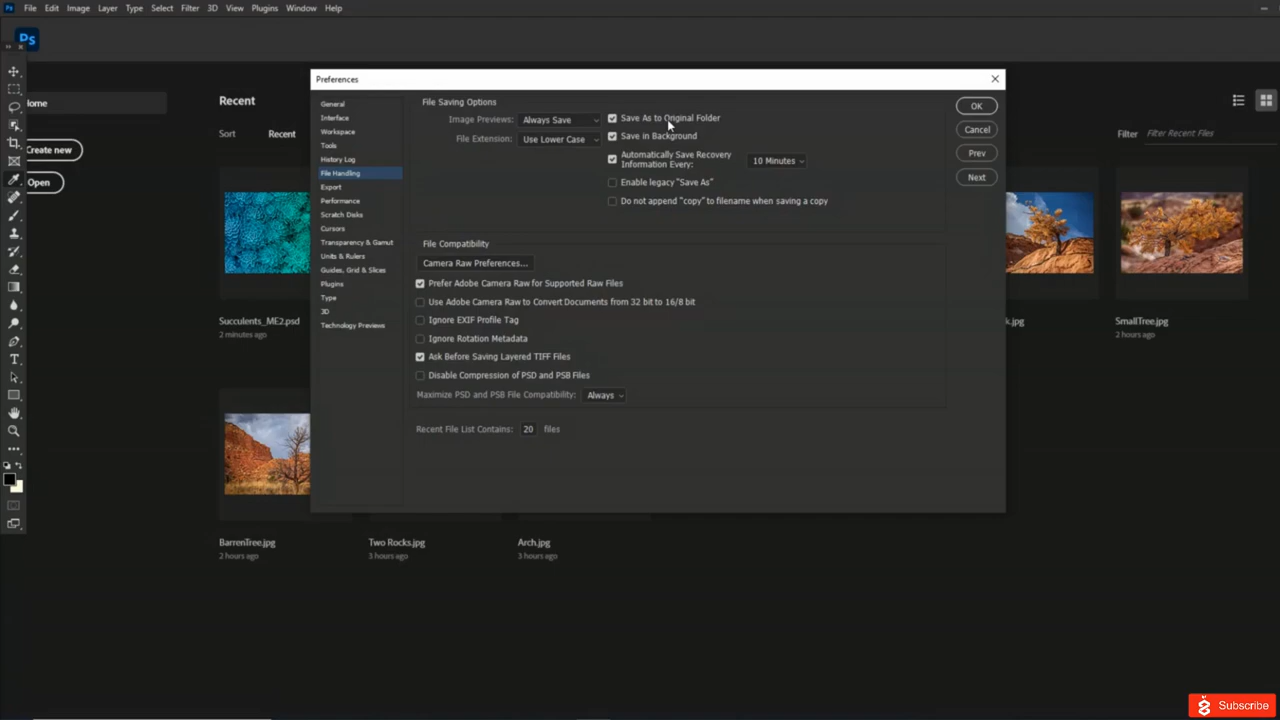 Ps File Edit Image Layer Type Select Filter 3D View Plugins Window Help
Ps
Preferences
ome
Recent
Sort Recent
Filter Filter Recent Files
reate new
Open
General
Interface
Workspace
Tools
History Log
File Handling
Export
Performance
Scratch Disks
Cursors
Transparency & Gamut
Units & Rulers
Guides, Grid & Slices
Plugins
Type
3D
Technology Previews
File Saving Options
Image Previews: Always Save
File Extension: Use Lower Case
Save As to Original Folder
Save in Background
Automatically Save Recovery
Information Every: 10 Minutes
Enable legacy "Save As"
Do not append "copy" to filename when saving a copy
File Compatibility
Camera Raw Preferences...
Prefer Adobe Camera Raw for Supported Raw Files
Use Adobe Camera Raw to Convert Documents from 32 bit to 16/8 bit
Ignore EXIF Profile Tag
Ignore Rotation Metadata
Ask Before Saving Layered TIFF Files
Disable Compression of PSD and PSB Files
Maximize PSD and PSB File Compatibility: Always
Recent File List Contains: 20 files
OK
Cancel
Prev
Next
Succulents_ME2.psd
2 minutes ago
k.jpg
SmallTree.jpg
2 hours ago
BarrenTree.jpg
2 hours ago
Two Rocks.jpg
3 hours ago
Arch.jpg
3 hours ago
Subscribe